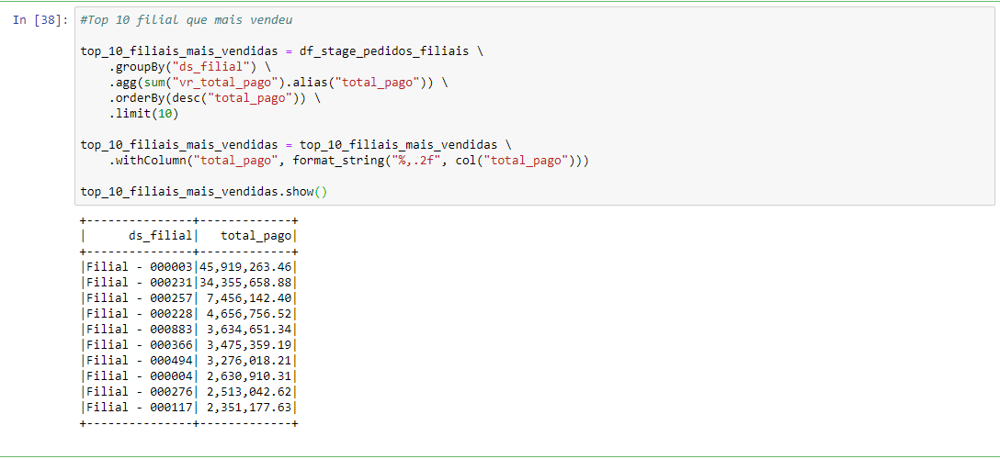 In [38]: #Top 10 filial que mais vendeu
top_10_filiais_mais_vendidas = df_stage_pedidos_filiais \
    .groupBy("ds_filial") \
    .agg(sum("vr_total_pago").alias("total_pago")) \
    .orderBy(desc("total_pago")) \
    .limit(10)
top_10_filiais_mais_vendidas = top_10_filiais_mais_vendidas \
    .withColumn("total_pago", format_string("%,.2f", col("total_pago")))
top_10_filiais_mais_vendidas.show()
+---------------+-------------+
|      ds_filial|   total_pago|
+---------------+-------------+
|Filial - 000003|45,919,263.46|
|Filial - 000231|34,355,658.88|
|Filial - 000257| 7,456,142.40|
|Filial - 000228| 4,656,756.52|
|Filial - 000883| 3,634,651.34|
|Filial - 000366| 3,475,359.19|
|Filial - 000494| 3,276,018.21|
|Filial - 000004| 2,630,910.31|
|Filial - 000276| 2,513,042.62|
|Filial - 000117| 2,351,177.63|
+---------------+-------------+